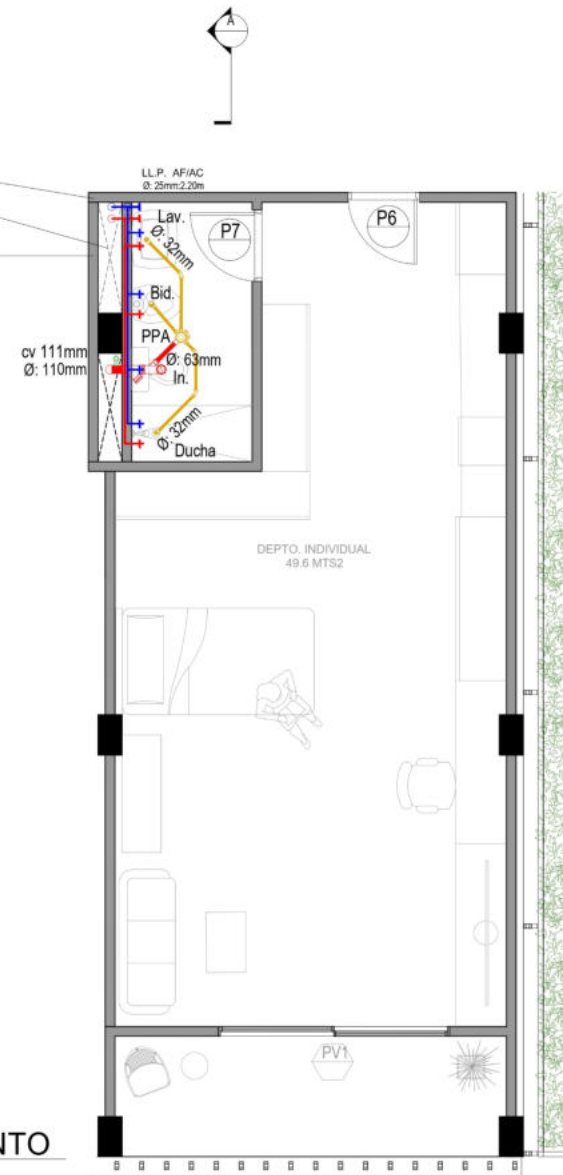 A
LL.P. AF/AC
Ø: 25mm:2.20m
Lav.
P7
P6
Ø: 32mm
Bid.
PPA
cv 111mm
Ø: 110mm
Ø: 63mm
In.
Ø: 32mm
Ducha
DEPTO. INDIVIDUAL
49.6 MTS2
PV1
NTO